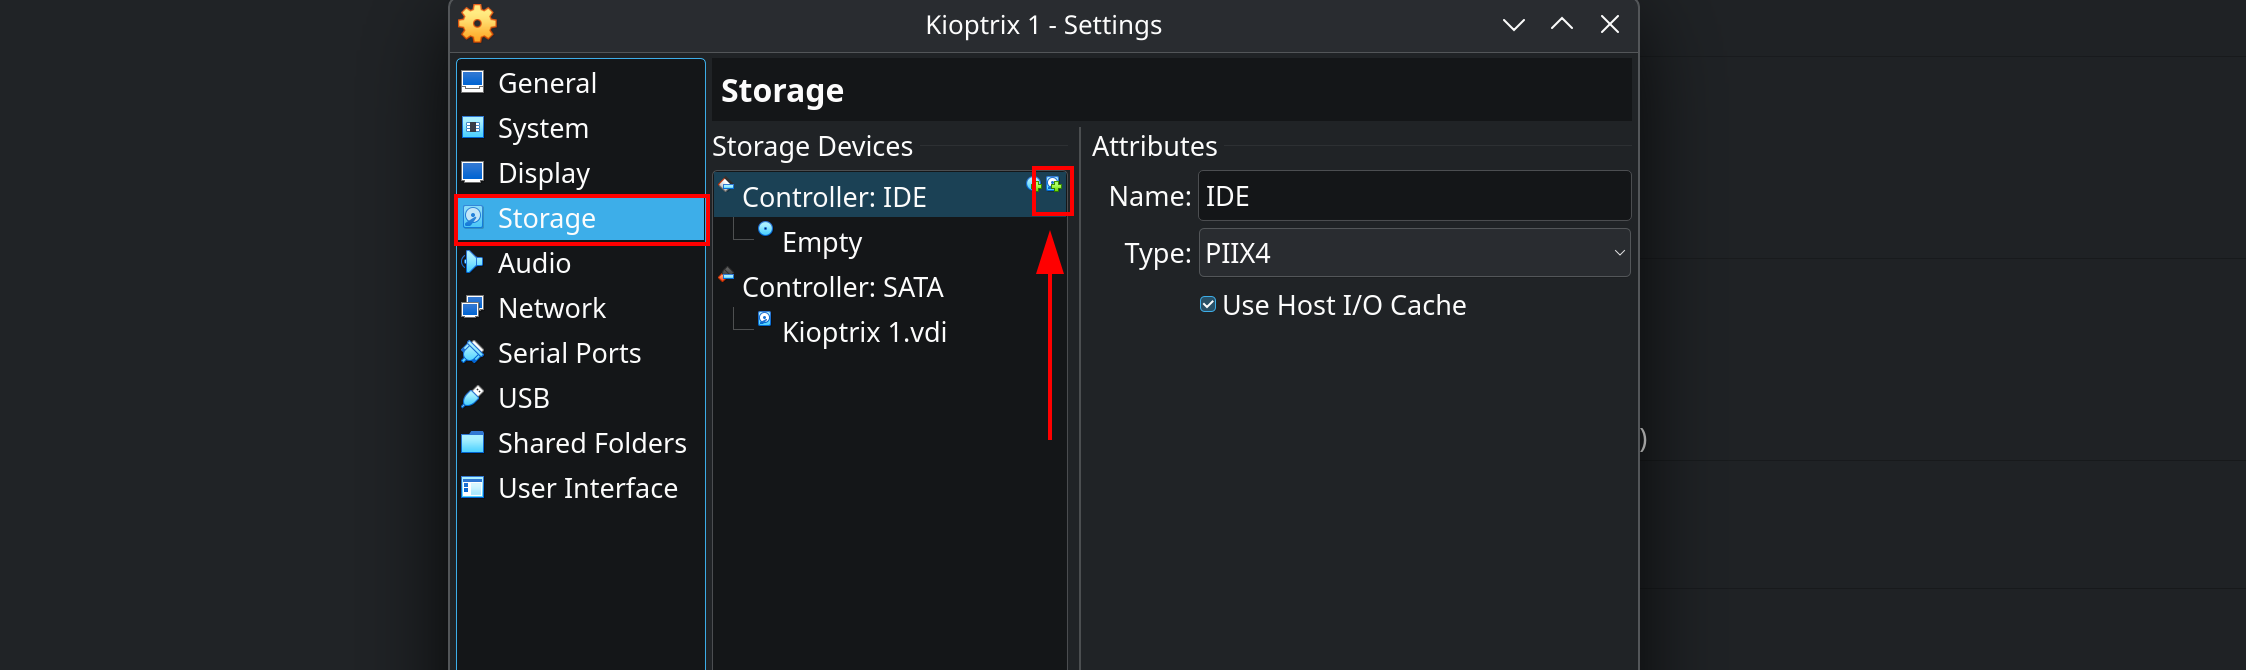 Kioptrix 1 - Settings
General
System
Display
Storage
Audio
Network
Serial Ports
USB
Shared Folders
User Interface
Storage
Storage Devices
Controller: IDE
Empty
Controller: SATA
Kioptrix 1.vdi
Attributes
Name: IDE
Type: PIIX4
Use Host I/O Cache
)